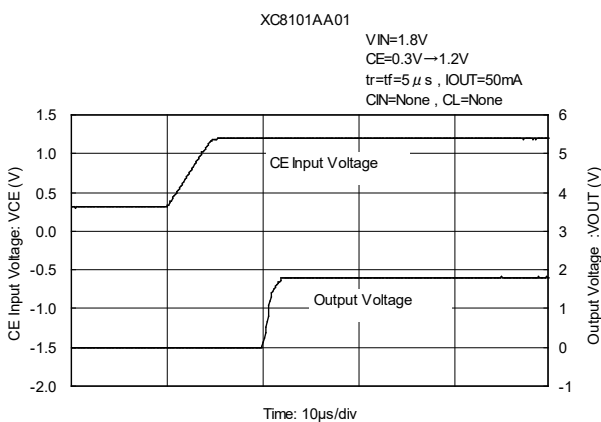 XC8101AA01
VIN=1.8V
CE=0.3V→1.2V
tr=tf=5μs , IOUT=50mA
CIN=None , CL=None
CE Input Voltage: VCE (V)
1.5
1.0
0.5
0.0
-0.5
-1.0
-1.5
-2.0
CE Input Voltage
Output Voltage
6
5
4
3
2
1
0
-1
Output Voltage :VOUT (V)
Time: 10μs/div